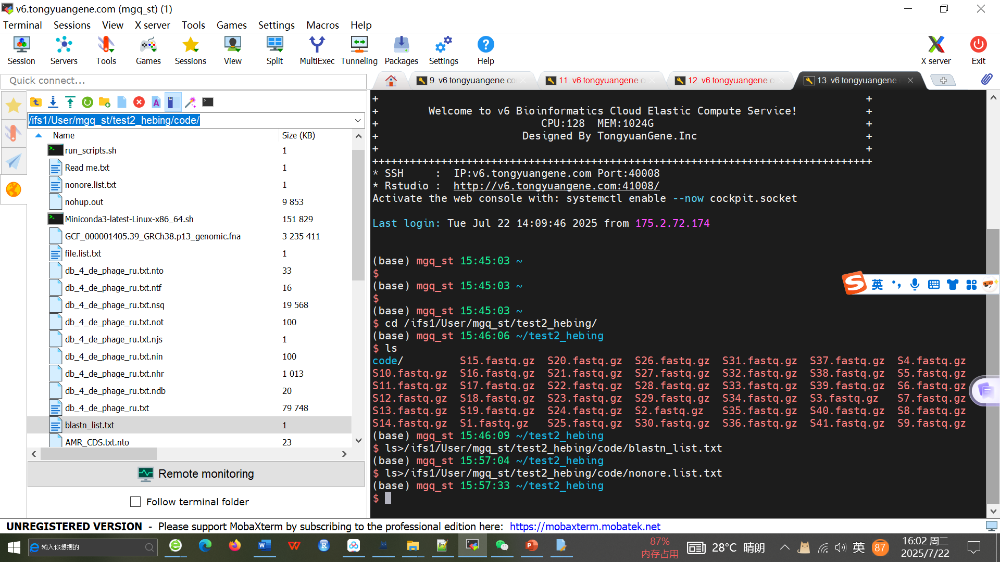 v6.tongyuangene.com (mgq_st) (1)
Terminal Sessions View X server Tools Games Settings Macros Help
Session Servers Tools Games Sessions View Split MultiExec Tunneling Packages Settings Help X server Exit
Quick connect...
9. v6.tongyuangene.co 11. v6.tongyuangene.c 12. v6.tongyuangene.c 13. v6.tongyuangene.
/ifs1/User/mgq_st/test2_hebing/code/
Name Size (KB)
run_scripts.sh 1
Read me.txt 1
nonore.list.txt 1
nohup.out 9 853
Miniconda3-latest-Linux-x86_64.sh 151 829
GCF_000001405.39_GRCh38.p13_genomic.fna 3 235 411
file.list.txt 1
db_4_de_phage_ru.txt.nto 33
db_4_de_phage_ru.txt.ntf 16
db_4_de_phage_ru.txt.nsq 19 568
db_4_de_phage_ru.txt.not 100
db_4_de_phage_ru.txt.njs 1
db_4_de_phage_ru.txt.nin 100
db_4_de_phage_ru.txt.nhr 1 013
db_4_de_phage_ru.txt.ndb 20
db_4_de_phage_ru.txt 79 748
blastn_list.txt 1
AMR_CDS.txt.nto 23
Remote monitoring
Follow terminal folder
+ +
+ Welcome to v6 Bioinformatics Cloud Elastic Compute Service! +
+ CPU:128 MEM:1024G +
+ Designed By TongyuanGene.Inc +
+ +
++++++++++++++++++++++++++++++++++++++++++++++++++++++++++++++++++++++++++++++++
* SSH : IP:v6.tongyuangene.com Port:40008
* Rstudio : http://v6.tongyuangene.com:41008/
Activate the web console with: systemctl enable --now cockpit.socket
Last login: Tue Jul 22 14:09:46 2025 from 175.2.72.174
(base) mgq_st 15:45:03 ~
$
(base) mgq_st 15:45:03 ~
$
(base) mgq_st 15:45:03 ~
$ cd /ifs1/User/mgq_st/test2_hebing/
(base) mgq_st 15:46:06 ~/test2_hebing
$ ls
code/ S15.fastq.gz S20.fastq.gz S26.fastq.gz S31.fastq.gz S37.fastq.gz S4.fastq.gz
S10.fastq.gz S16.fastq.gz S21.fastq.gz S27.fastq.gz S32.fastq.gz S38.fastq.gz S5.fastq.gz
S11.fastq.gz S17.fastq.gz S22.fastq.gz S28.fastq.gz S33.fastq.gz S39.fastq.gz S6.fastq.gz
S12.fastq.gz S18.fastq.gz S23.fastq.gz S29.fastq.gz S34.fastq.gz S3.fastq.gz S7.fastq.gz
S13.fastq.gz S19.fastq.gz S24.fastq.gz S2.fastq.gz S35.fastq.gz S40.fastq.gz S8.fastq.gz
S14.fastq.gz S1.fastq.gz S25.fastq.gz S30.fastq.gz S36.fastq.gz S41.fastq.gz S9.fastq.gz
(base) mgq_st 15:46:09 ~/test2_hebing
$ ls>/ifs1/User/mgq_st/test2_hebing/code/blastn_list.txt
(base) mgq_st 15:57:04 ~/test2_hebing
$ ls>/ifs1/User/mgq_st/test2_hebing/code/nonore.list.txt
(base) mgq_st 15:57:33 ~/test2_hebing
$
英
UNREGISTERED VERSION - Please support MobaXterm by subscribing to the professional edition here: https://mobaxterm.mobatek.net
输入你想搜的
87%
内存占用
28°C 晴朗
英
87
16:02 周二
2025/7/22